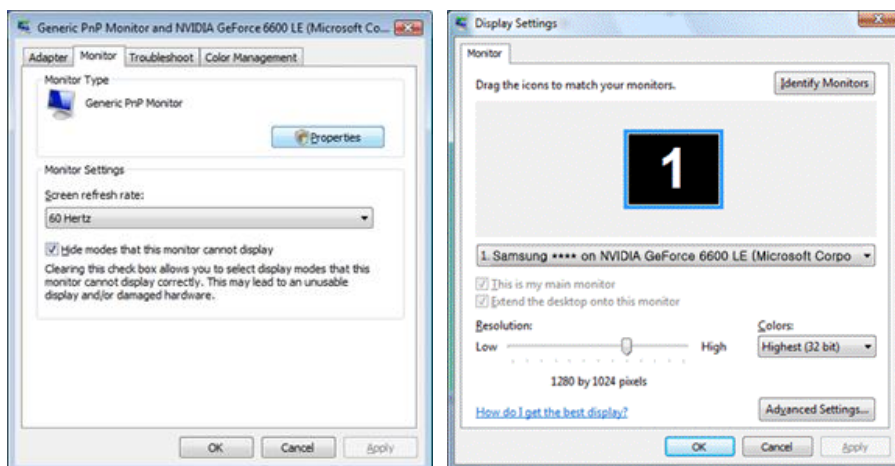 Generic PnP Monitor and NVIDIA GeForce 6600 LE (Microsoft Co...
Adapter Monitor Troubleshoot Color Management
Monitor Type
Generic PnP Monitor
Properties
Monitor Settings
Screen refresh rate:
60 Hertz
Hide modes that this monitor cannot display
Clearing this check box allows you to select display modes that this
monitor cannot display correctly. This may lead to an unusable
display and/or damaged hardware.
OK Cancel Apply
Display Settings
Monitor
Drag the icons to match your monitors.
Identify Monitors
1
1. Samsung **** on NVIDIA GeForce 6600 LE (Microsoft Corpo
This is my main monitor
Extend the desktop onto this monitor
Resolution: Colors:
Low High Highest (32 bit)
1280 by 1024 pixels
How do I get the best display? Advanced Settings...
OK Cancel Apply